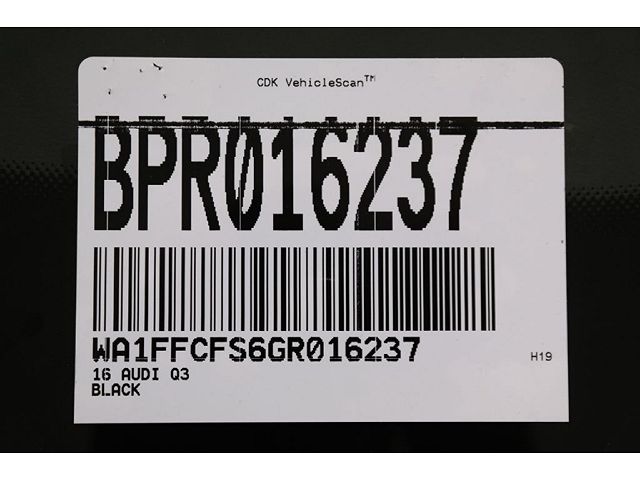 CDK VehicleScan™
BPR016237
WA1FFCFS6GR016237
H19
16 AUDI Q3
BLACK